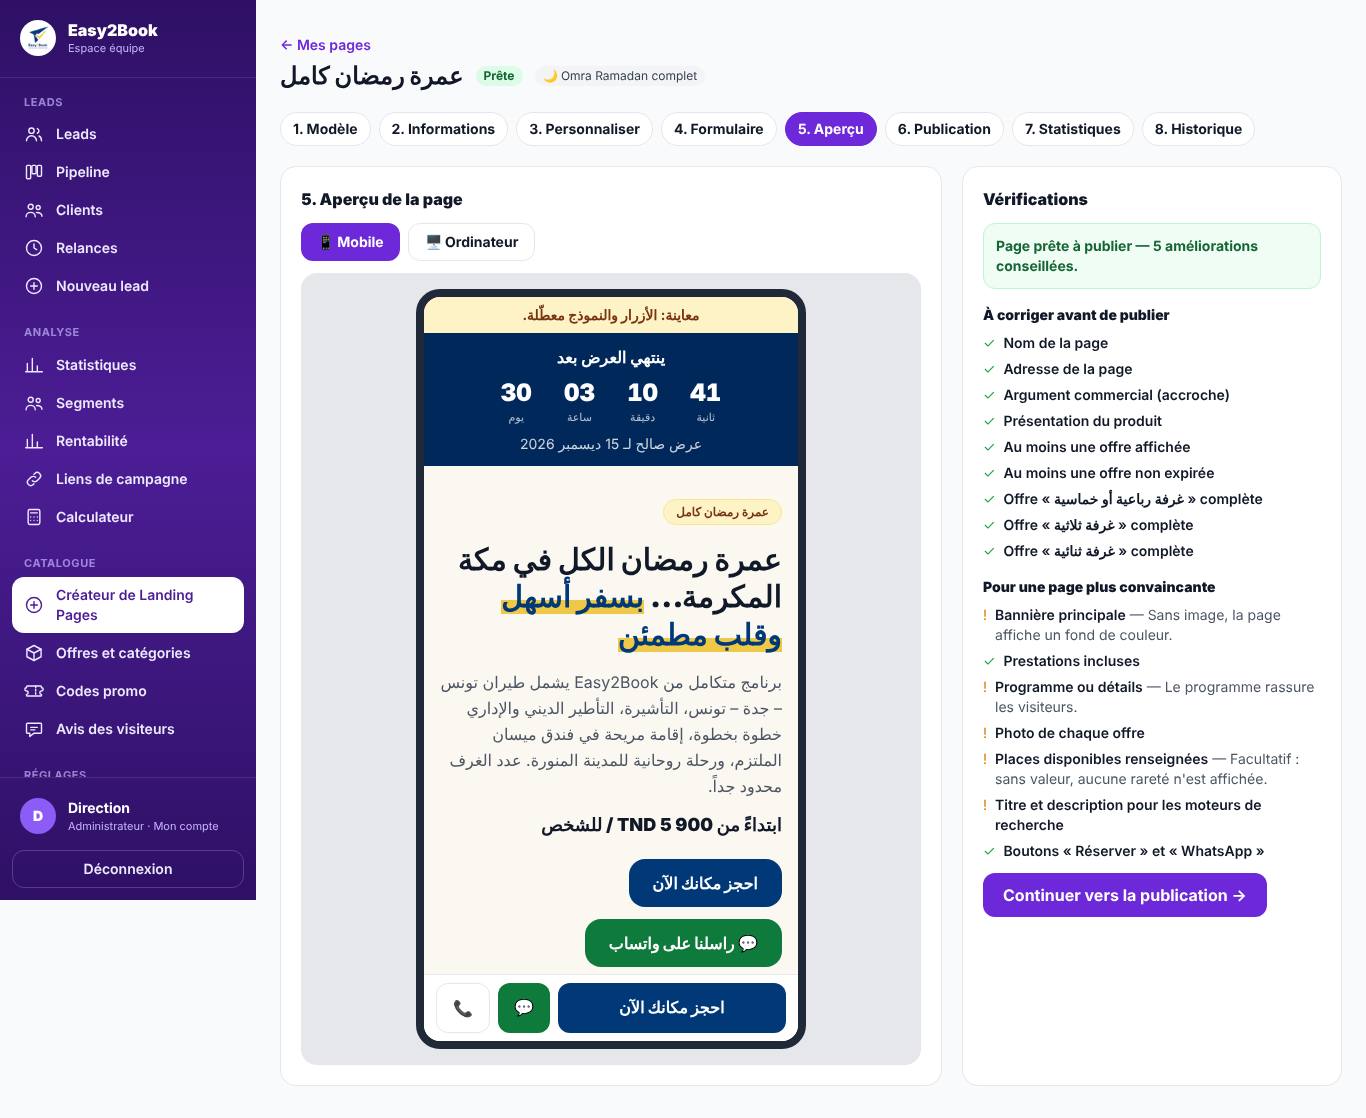 Easy2Book
Espace équipe
LEADS
Leads
Pipeline
Clients
Relances
Nouveau lead
ANALYSE
Statistiques
Segments
Rentabilité
Liens de campagne
Calculateur
CATALOGUE
Créateur de Landing
Pages
Offres et catégories
Codes promo
Avis des visiteurs
RÉGLAGES
D
Direction
Administrateur · Mon compte
Déconnexion
← Mes pages
عمرة رمضان كامل
Prête
🌙 Omra Ramadan complet
1. Modèle
2. Informations
3. Personnaliser
4. Formulaire
5. Aperçu
6. Publication
7. Statistiques
8. Historique
5. Aperçu de la page
📱 Mobile
🖥️ Ordinateur
معاينة: الأزرار والنموذج معطّلة.
ينتهي العرض بعد
30 03 10 41
يوم ساعة دقيقة ثانية
عرض صالح لـ 15 ديسمبر 2026
عمرة رمضان كامل
عمرة رمضان الكل في مكة
المكرمة... بسفر أسهل
وقلب مطمئن
برنامج متكامل من Easy2Book يشمل طيران تونس
– جدة – تونس، التأشيرة، التأطير الديني والإداري
خطوة بخطوة، إقامة مريحة في فندق ميسان
الملتزم، ورحلة روحانية للمدينة المنورة. عدد الغرف
محدود جداً.
ابتداءً من 900 5 TND / للشخص
احجز مكانك الآن
💬 راسلنا على واتساب
احجز مكانك الآن
Vérifications
Page prête à publier — 5 améliorations
conseillées.
À corriger avant de publier
✓ Nom de la page
✓ Adresse de la page
✓ Argument commercial (accroche)
✓ Présentation du produit
✓ Au moins une offre affichée
✓ Au moins une offre non expirée
✓ Offre « غرفة رباعية أو خماسية » complète
✓ Offre « غرفة ثلاثية » complète
✓ Offre « غرفة ثنائية » complète
Pour une page plus convaincante
! Bannière principale — Sans image, la page
affiche un fond de couleur.
✓ Prestations incluses
! Programme ou détails — Le programme rassure
les visiteurs.
! Photo de chaque offre
! Places disponibles renseignées — Facultatif :
sans valeur, aucune rareté n'est affichée.
! Titre et description pour les moteurs de
recherche
✓ Boutons « Réserver » et « WhatsApp »
Continuer vers la publication →